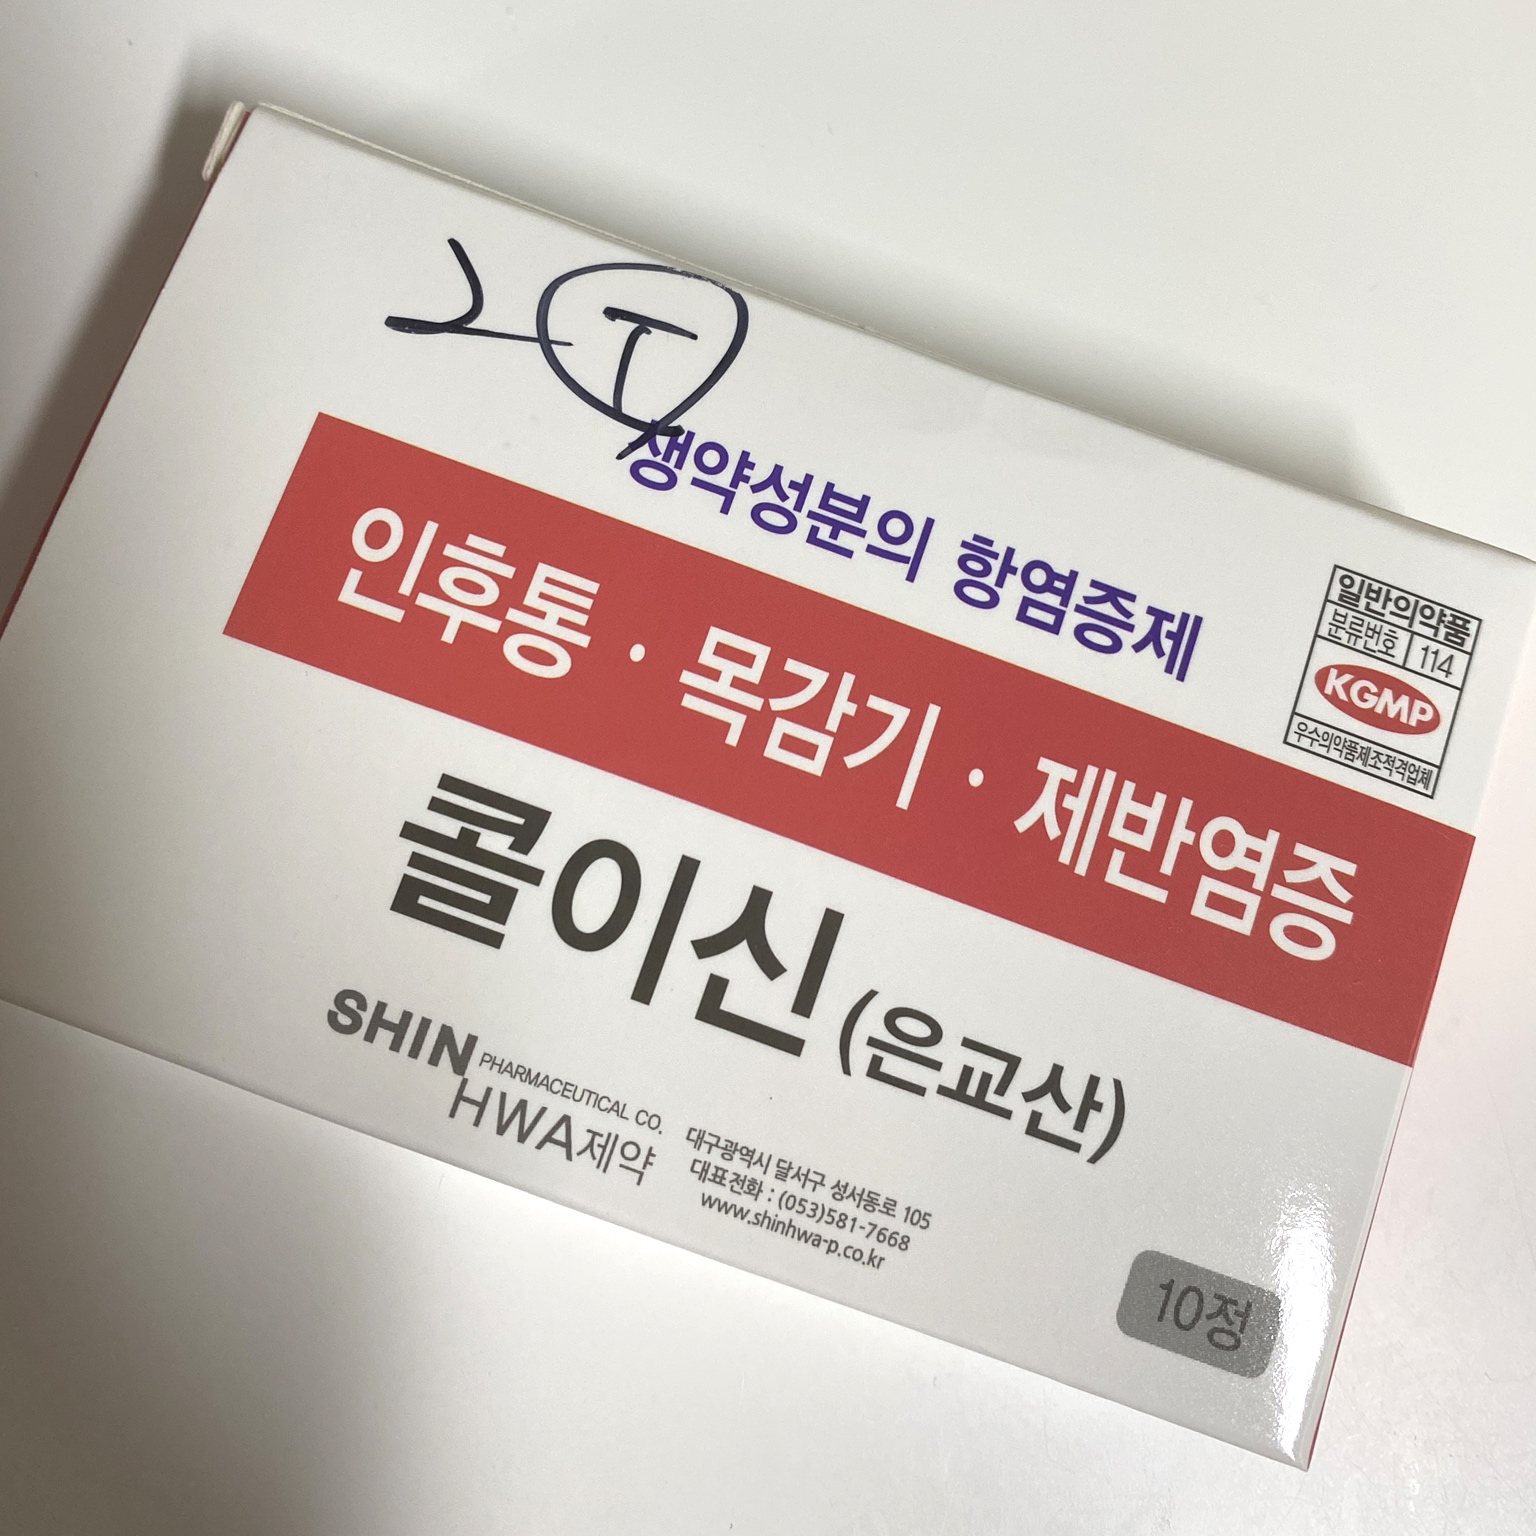 2 T
생약성분의 항염증제
인후통 · 목감기 · 제반염증
일반의약품
분류번호 114
KGMP
우수의약품제조적격업체
콜이신 (은교산)
SHIN PHARMACEUTICAL CO.
HWA제약
대구광역시 달서구 성서동로 105
대표전화 : (053)581-7668
www.shinhwa-p.co.kr
10정